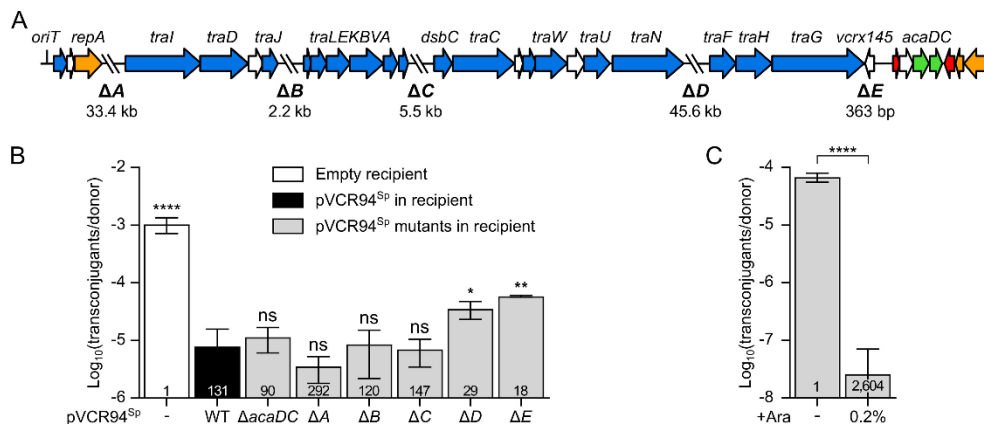 A
oriT repA traI traD traJ traLEKBVA dsbC traC traW traU traN traF traH traG vcrx145 acaDC
ΔA ΔB ΔC ΔD ΔE
33.4 kb 2.2 kb 5.5 kb 45.6 kb 363 bp
B
Log10(transconjugants/donor)
-2
-3
-4
-5
-6
Empty recipient
pVCR94Sp in recipient
pVCR94Sp mutants in recipient
**** ns ns ns ns * **
1 131 90 292 120 147 29 18
pVCR94Sp - WT ΔacaDC ΔA ΔB ΔC ΔD ΔE
C
****
Log10(transconjugants/donor)
-4
-5
-6
-7
-8
1 2,604
+Ara - 0.2%